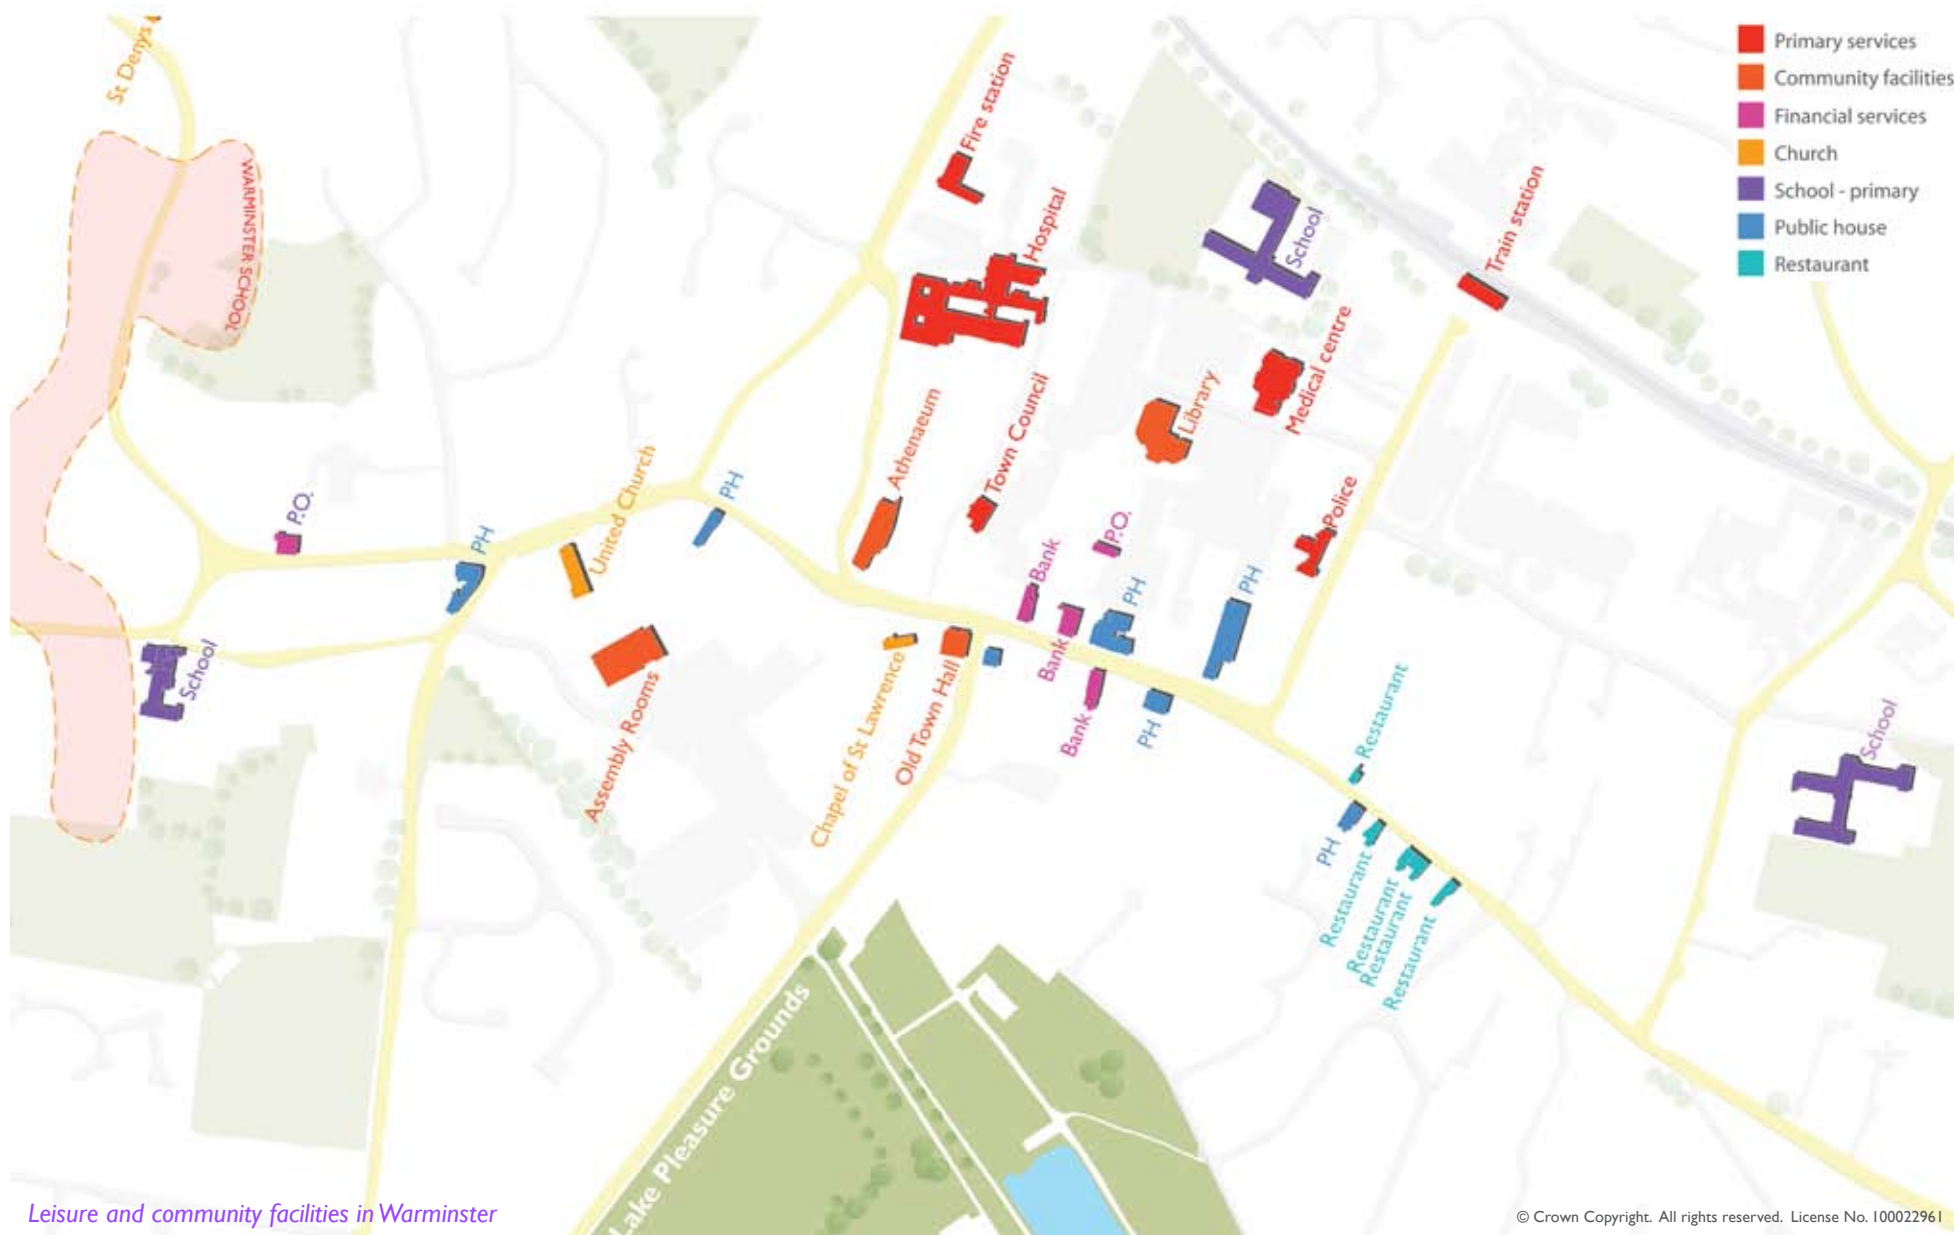 St Denys
WARMINSTER SCHOOL
Fire station
Hospital
School
Train station
Primary services
Community facilities
Financial services
Church
School - primary
Public house
Restaurant
Medical centre
Library
Town Council
Athenaeum
Police
P.O.
PH
United Church
PH
P.O.
Bank
PH
PH
School
Assembly Rooms
Chapel of St Lawrence
Old Town Hall
Bank
Bank
PH
Restaurant
School
PH
Restaurant
Restaurant
Restaurant
Restaurant
Lake Pleasure Grounds
Leisure and community facilities in Warminster
© Crown Copyright. All rights reserved. License No. 100022961